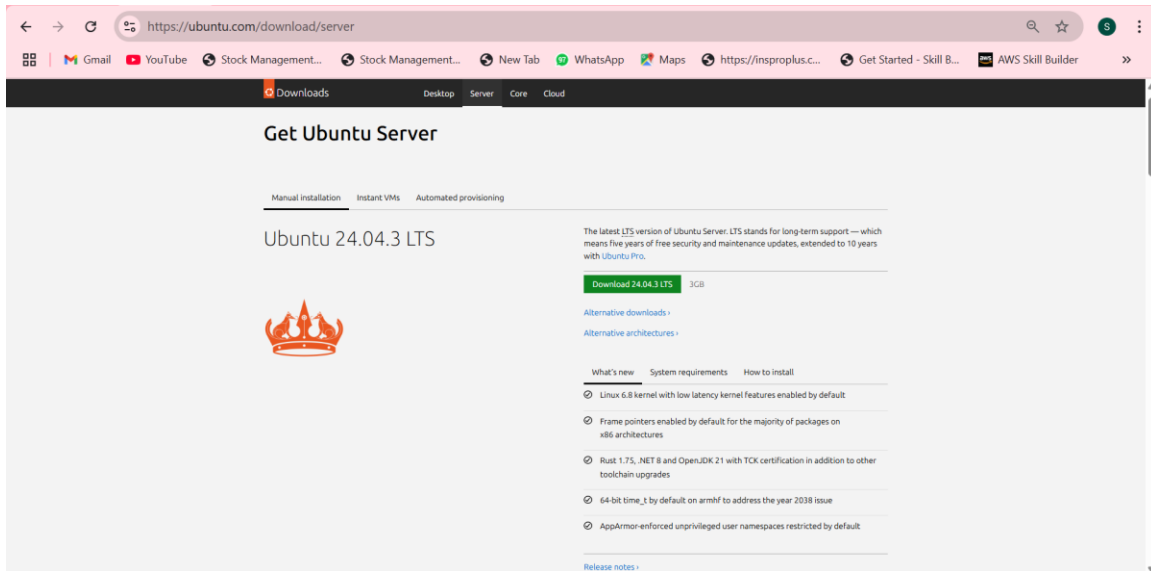 https://ubuntu.com/download/server
S
Gmail YouTube Stock Management... Stock Management... New Tab WhatsApp Maps https://insproplus.c... Get Started - Skill B... AWS Skill Builder »
Downloads Desktop Server Core Cloud
Get Ubuntu Server
Manual installation Instant VMs Automated provisioning
Ubuntu 24.04.3 LTS
The latest LTS version of Ubuntu Server. LTS stands for long-term support — which
means five years of free security and maintenance updates, extended to 10 years
with Ubuntu Pro.
Download 24.04.3 LTS 3GB
Alternative downloads ›
Alternative architectures ›
What's new System requirements How to install
Linux 6.8 kernel with low latency kernel features enabled by default
Frame pointers enabled by default for the majority of packages on
x86 architectures
Rust 1.75, .NET 8 and OpenJDK 21 with TCK certification in addition to other
toolchain upgrades
64-bit time_t by default on armhf to address the year 2038 issue
AppArmor-enforced unprivileged user namespaces restricted by default
Release notes ›